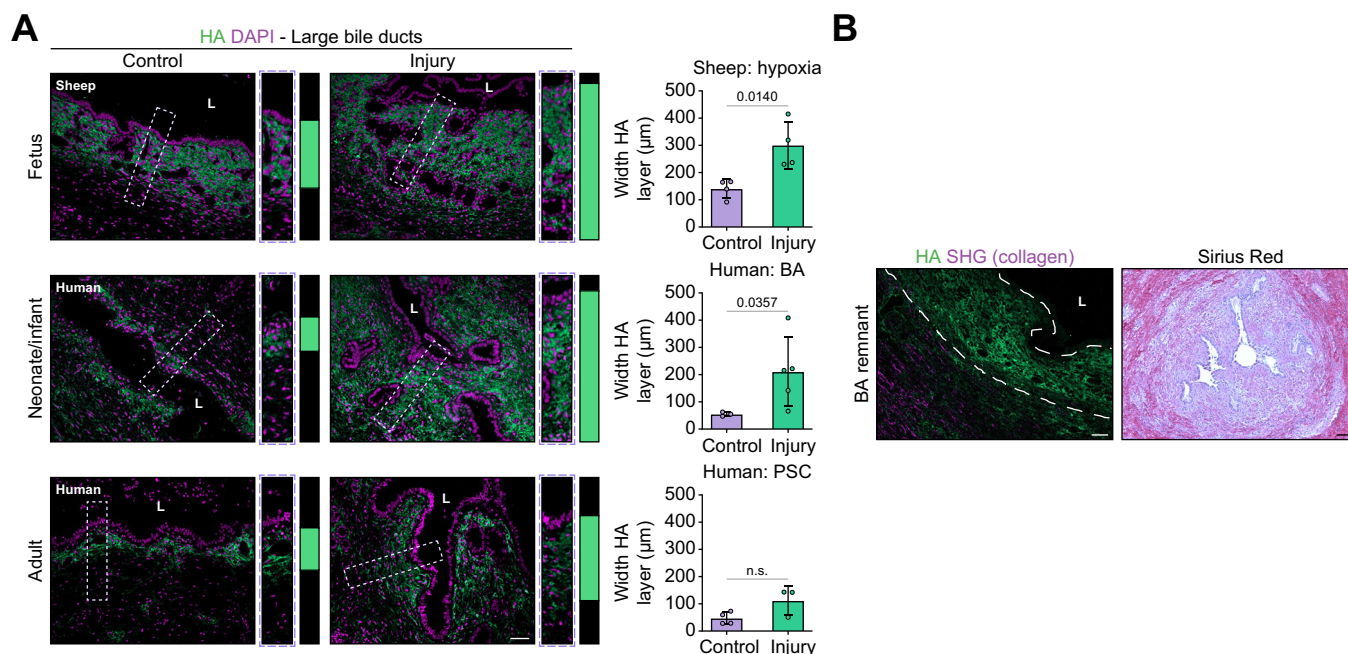 A
HA DAPI - Large bile ducts
Control
Injury
Fetus
Sheep
L
L
Sheep: hypoxia
Width HA
layer (µm)
500
400
300
200
100
0
0.0140
Control
Injury
Neonate/infant
Human
L
L
Human: BA
Width HA
layer (µm)
500
400
300
200
100
0
0.0357
Control
Injury
Adult
Human
L
L
Human: PSC
Width HA
layer (µm)
500
400
300
200
100
0
n.s.
Control
Injury
B
HA SHG (collagen)
Sirius Red
BA remnant
L